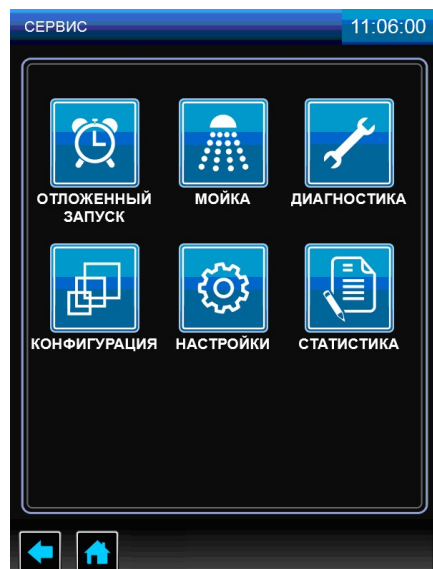 СЕРВИС 11:06:00
ОТЛОЖЕННЫЙ
ЗАПУСК
МОЙКА
ДИАГНОСТИКА
КОНФИГУРАЦИЯ
НАСТРОЙКИ
СТАТИСТИКА